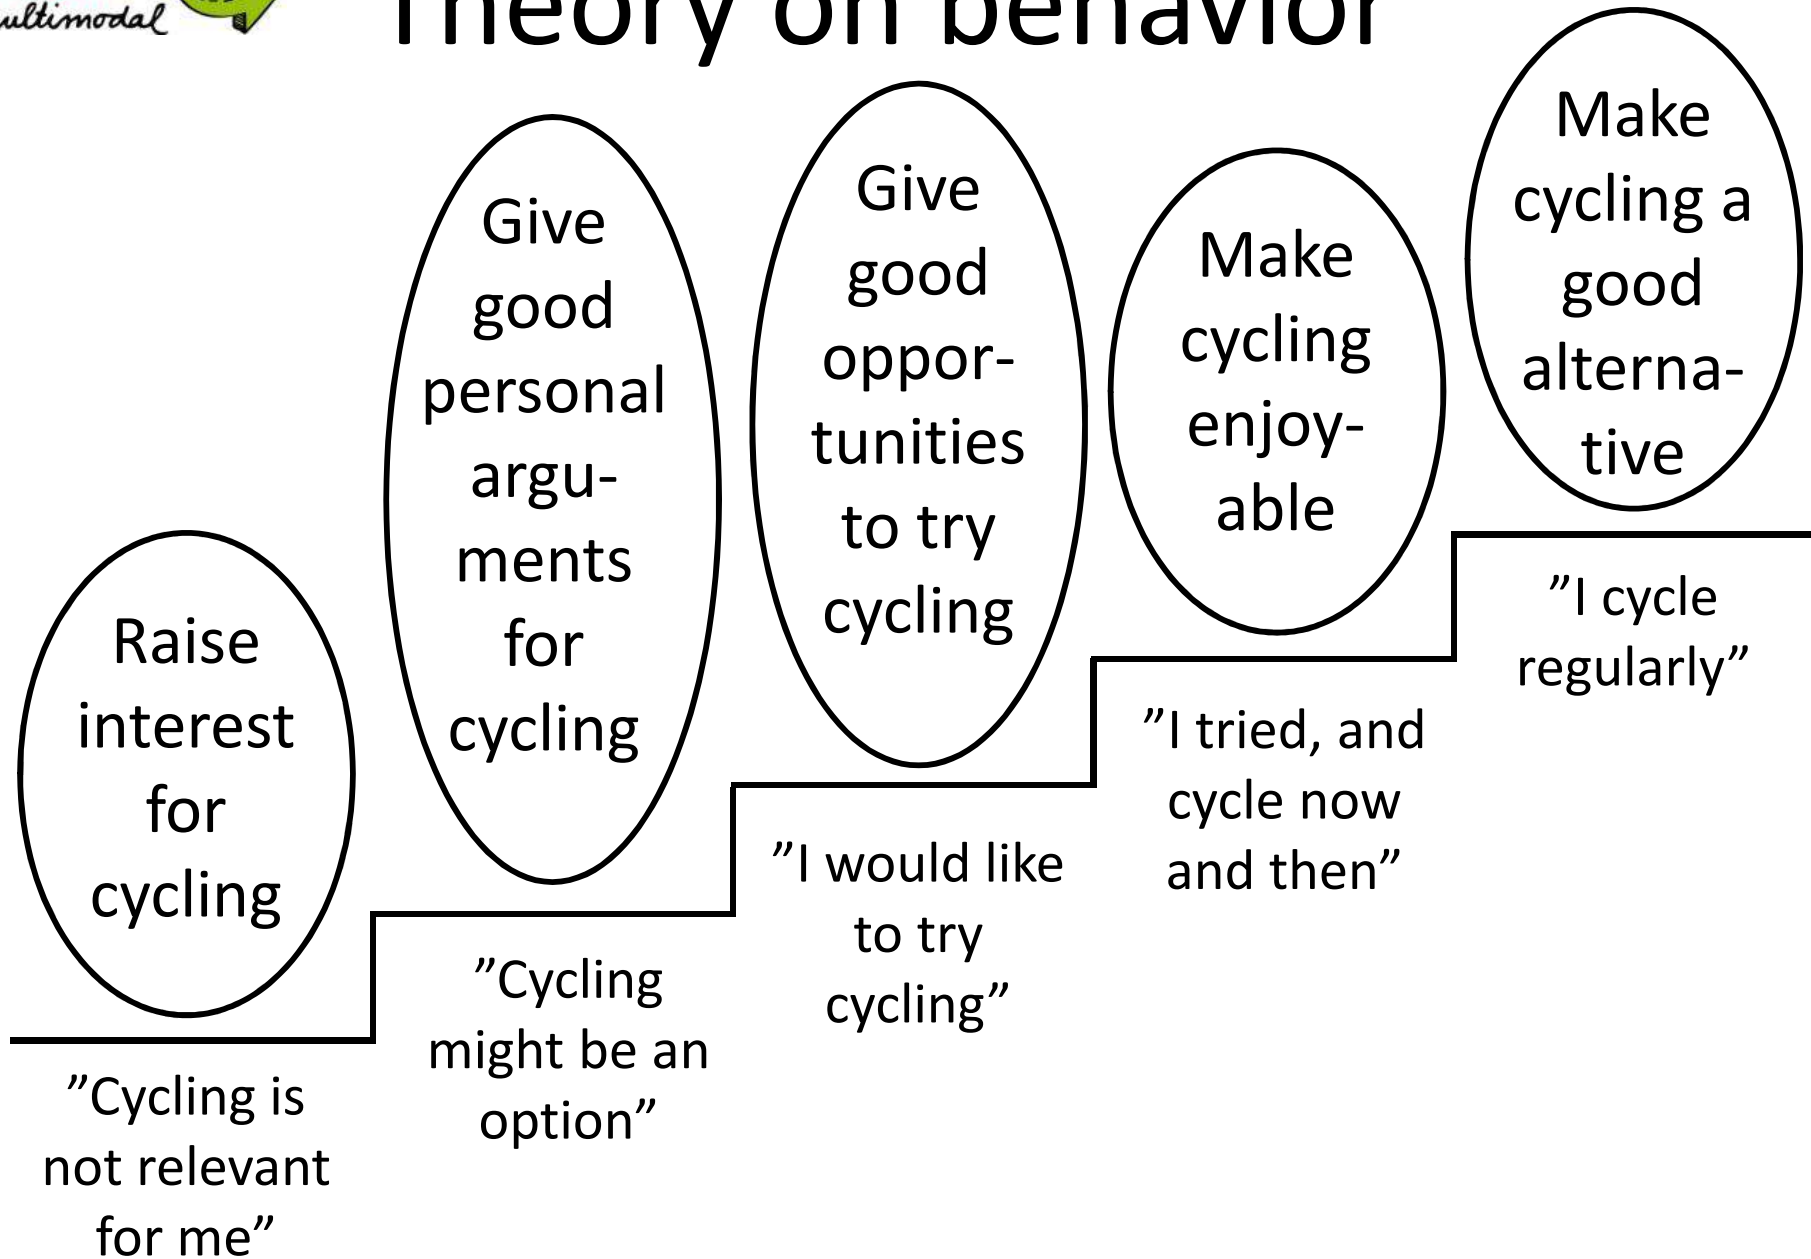 ultimodal
Theory on behavior
Raise
interest
for
cycling
"Cycling is
not relevant
for me”
Give
good
personal
argu-
ments
for
cycling
”Cycling
might be an
option”
Give
good
oppor-
tunities
to try
cycling
”I would like
to try
cycling”
Make
cycling
enjoy-
able
”I tried, and
cycle now
and then”
Make
cycling a
good
alterna-
tive
”I cycle
regularly”